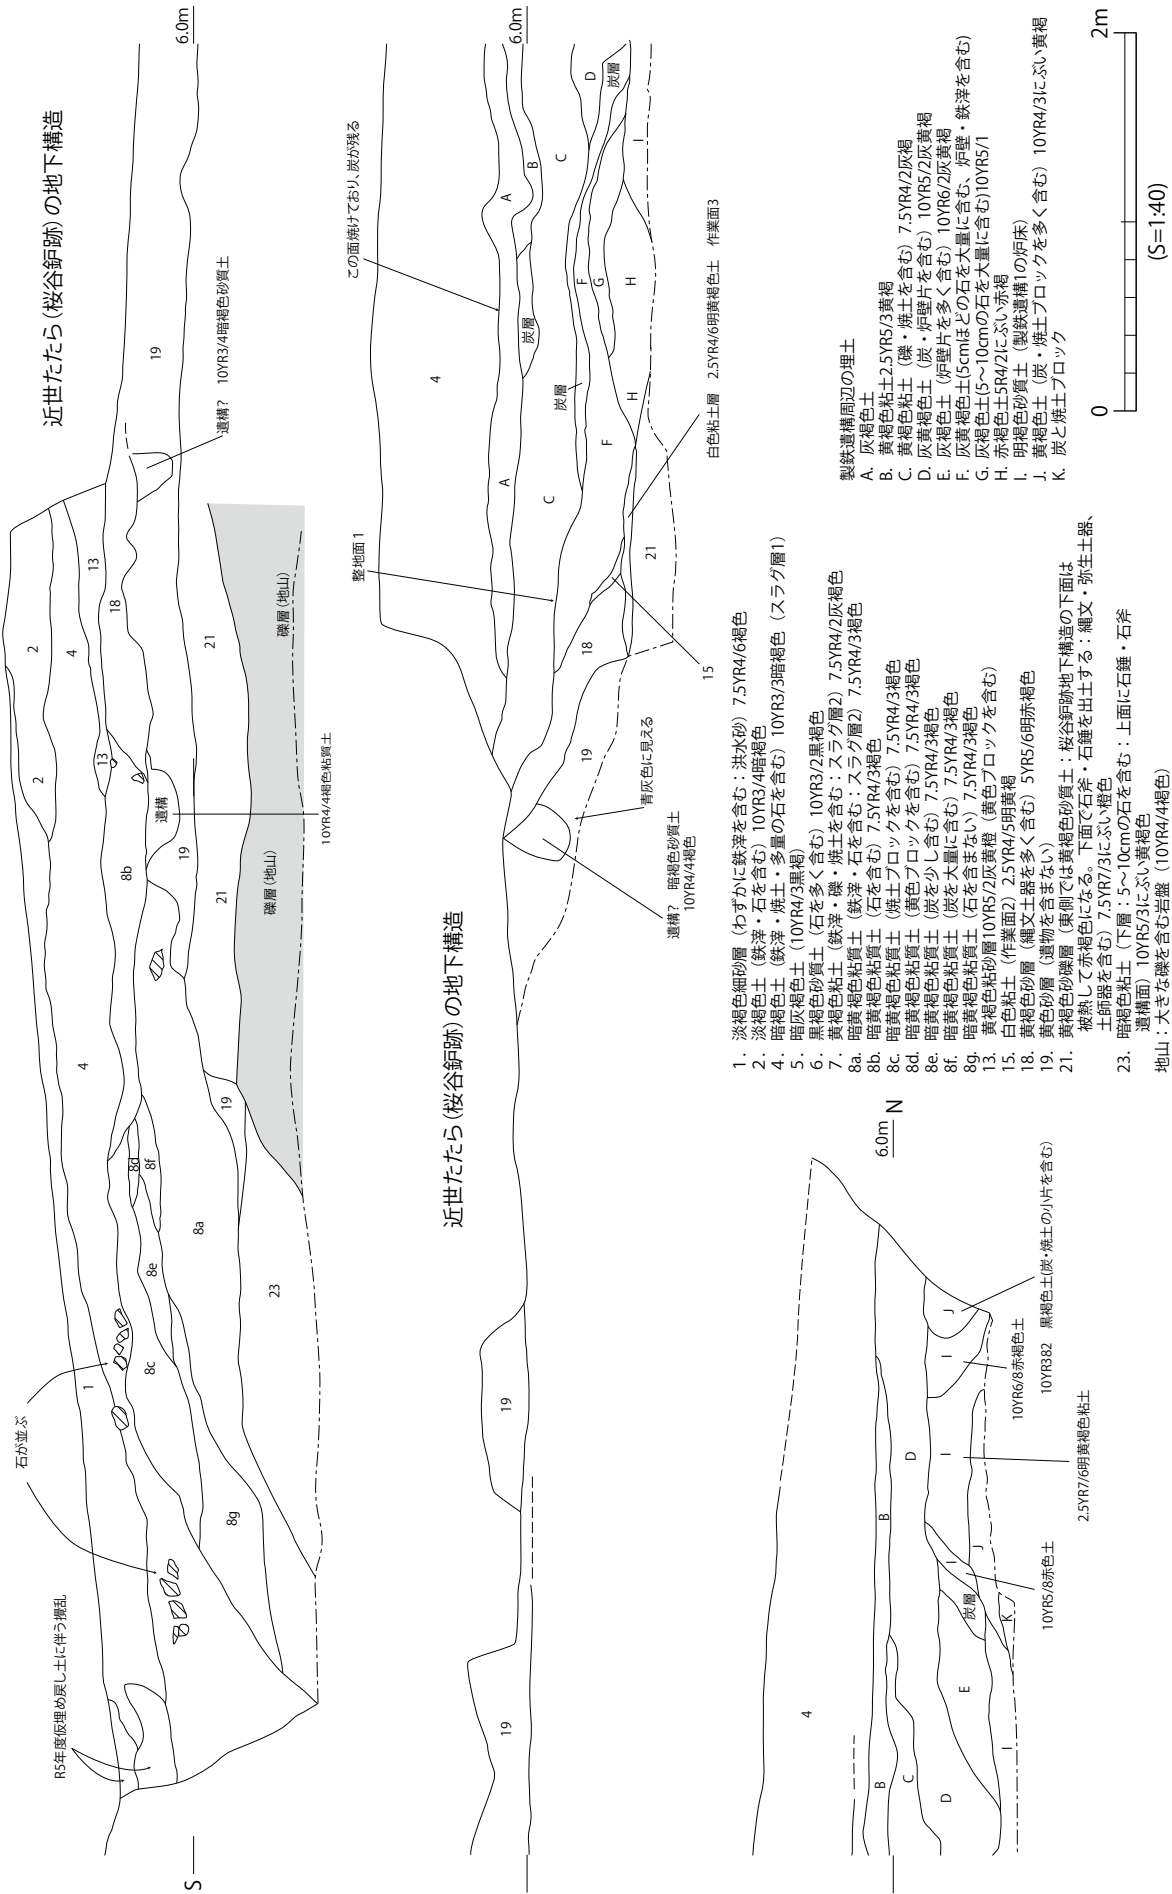 近世たたら（桜谷鈩跡）の地下構造
6.0m
S
R5年度仮埋め戻し土に伴う攪乱
石が並ぶ
1
2
2
4
4
8a
8b
8c
8d
8e
8f
8g
13
13
18
19
19
19
21
21
23
遺構
礫層（地山）
礫層（地山）
10YR4/4褐色粘質土
遺構？　10YR3/4暗褐色砂質土
近世たたら（桜谷鈩跡）の地下構造
6.0m
19
19
19
遺構？　暗褐色砂質土
10YR4/4褐色
青灰色に見える
整地面1
この面焼けており、炭が残る
4
A
A
B
C
C
D
F
F
G
H
H
I
15
18
21
炭層
炭層
炭層
白色粘土層　2.5YR4/6明黄褐色土　作業面3
6.0m
N
4
B
B
C
D
D
E
I
I
I
I
J
J
K
炭層
10YR5/8赤色土
2.5YR7/6明黄褐色粘土
10YR6/8赤褐色土
10YR382　黒褐色土(炭・焼土の小片を含む）
1.　淡褐色細砂層（わずかに鉄滓を含む：洪水砂）7.5YR4/6褐色
2.　淡褐色土（鉄滓・石を含む）10YR3/4暗褐色
4.　暗褐色土（鉄滓・焼土・多量の石を含む）10YR3/3暗褐色（スラグ層1）
5.　暗灰褐色土（10YR4/3黒褐）
6.　黒褐色砂質土（石を多く含む）10YR3/2黒褐色
7.　黄褐色粘土（鉄滓・礫・焼土を含む：スラグ層2）7.5YR4/2灰褐色
8a.　暗黄褐色粘質土（鉄滓・石を含む：スラグ層2）7.5YR4/3褐色
8b.　暗黄褐色粘質土（石を含む）7.5YR4/3褐色
8c.　暗黄褐色粘質土（焼土ブロックを含む）7.5YR4/3褐色
8d.　暗黄褐色粘質土（黄色ブロックを含む）7.5YR4/3褐色
8e.　暗黄褐色粘質土（炭を少し含む）7.5YR4/3褐色
8f.　暗黄褐色粘質土（炭を大量に含む）7.5YR4/3褐色
8g.　暗黄褐色粘質土（石を含まない）7.5YR4/3褐色
13.　黄褐色粘砂層10YR5/2灰黄橙（黄色ブロックを含む）
15.　白色粘土（作業面2）2.5YR4/5明黄褐
18.　黄褐色砂層（縄文土器を多く含む）5YR5/6明赤褐色
19.　黄色砂層（遺物を含まない）
21.　黄褐色砂礫層（東側では黄褐色砂質土：桜谷鈩跡地下構造の下面は
被熱して赤褐色になる。下面で石斧・石錘を出土する：縄文・弥生土器、
土師器を含む）7.5YR7/3にぶい橙色
23.　暗褐色粘土（下層：5～10cmの石を含む：上面に石錘・石斧
遺構面）10YR5/3にぶい黄褐色
地山：大きな礫を含む岩盤（10YR4/4褐色）
製鉄遺構周辺の埋土
A.　灰褐色土
B.　黄褐色粘土2.5YR5/3黄褐
C.　黄褐色粘土（礫・焼土を含む）7.5YR4/2灰褐
D.　灰黄褐色土（炭・炉壁片を含む）10YR5/2灰黄褐
E.　灰褐色土（炉壁片を多く含む）10YR6/2灰黄褐
F.　灰黄褐色土(5cmほどの石を大量に含む、炉壁・鉄滓を含む）
G.　灰褐色土(5～10cmの石を大量に含む)10YR5/1
H.　赤褐色土5R4/2にぶい赤褐
I.　明褐色砂質土（製鉄遺構1の炉床）
J.　黄褐色土（炭・焼土ブロックを多く含む）10YR4/3にぶい黄褐
K.　炭と焼土ブロック
0
2m
(S=1:40)